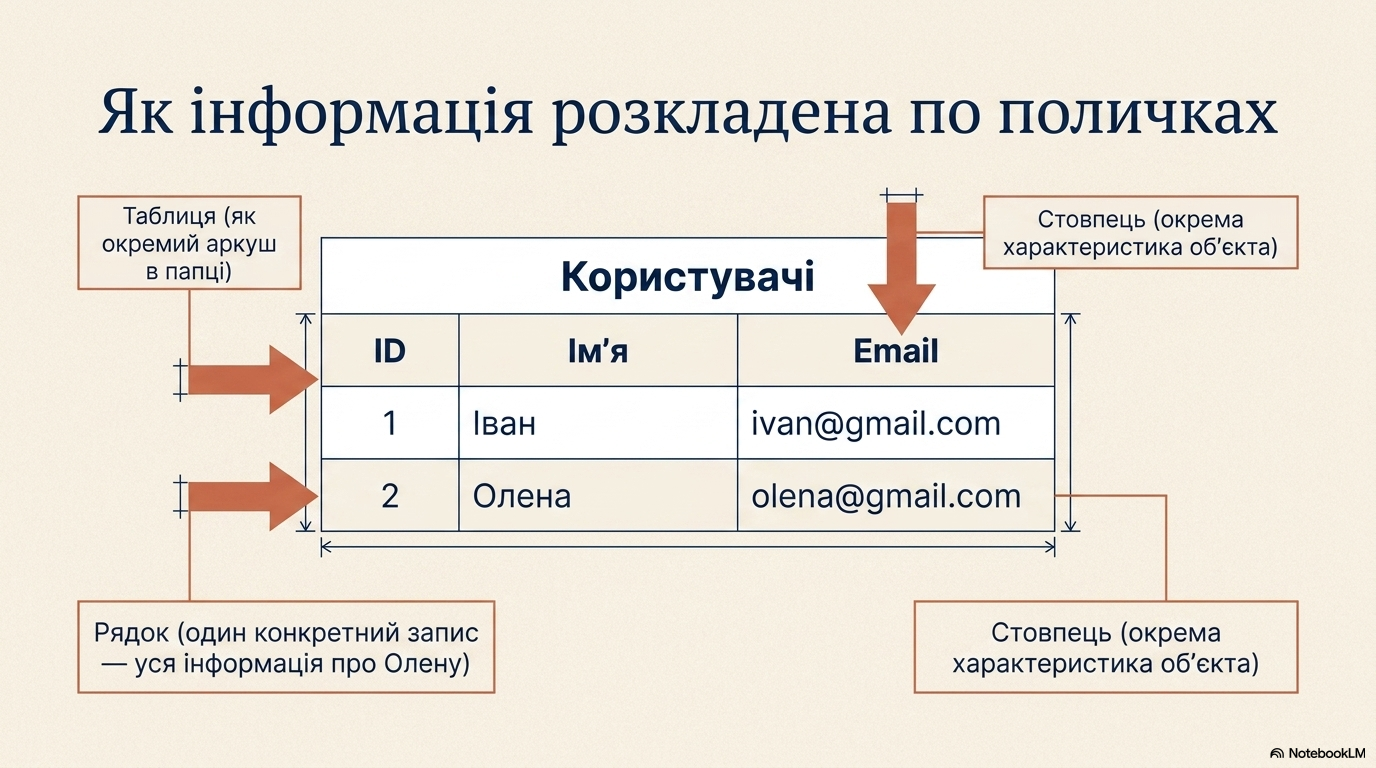 Як інформація розкладена по поличках
Таблиця (як
окремий аркуш
в папці)
Стовпець (окрема
характеристика об’єкта)
Користувачі
ID Ім’я Email
1 Іван ivan@gmail.com
2 Олена olena@gmail.com
Рядок (один конкретний запис
— уся інформація про Олену)
Стовпець (окрема
характеристика об’єкта)
NotebookLM